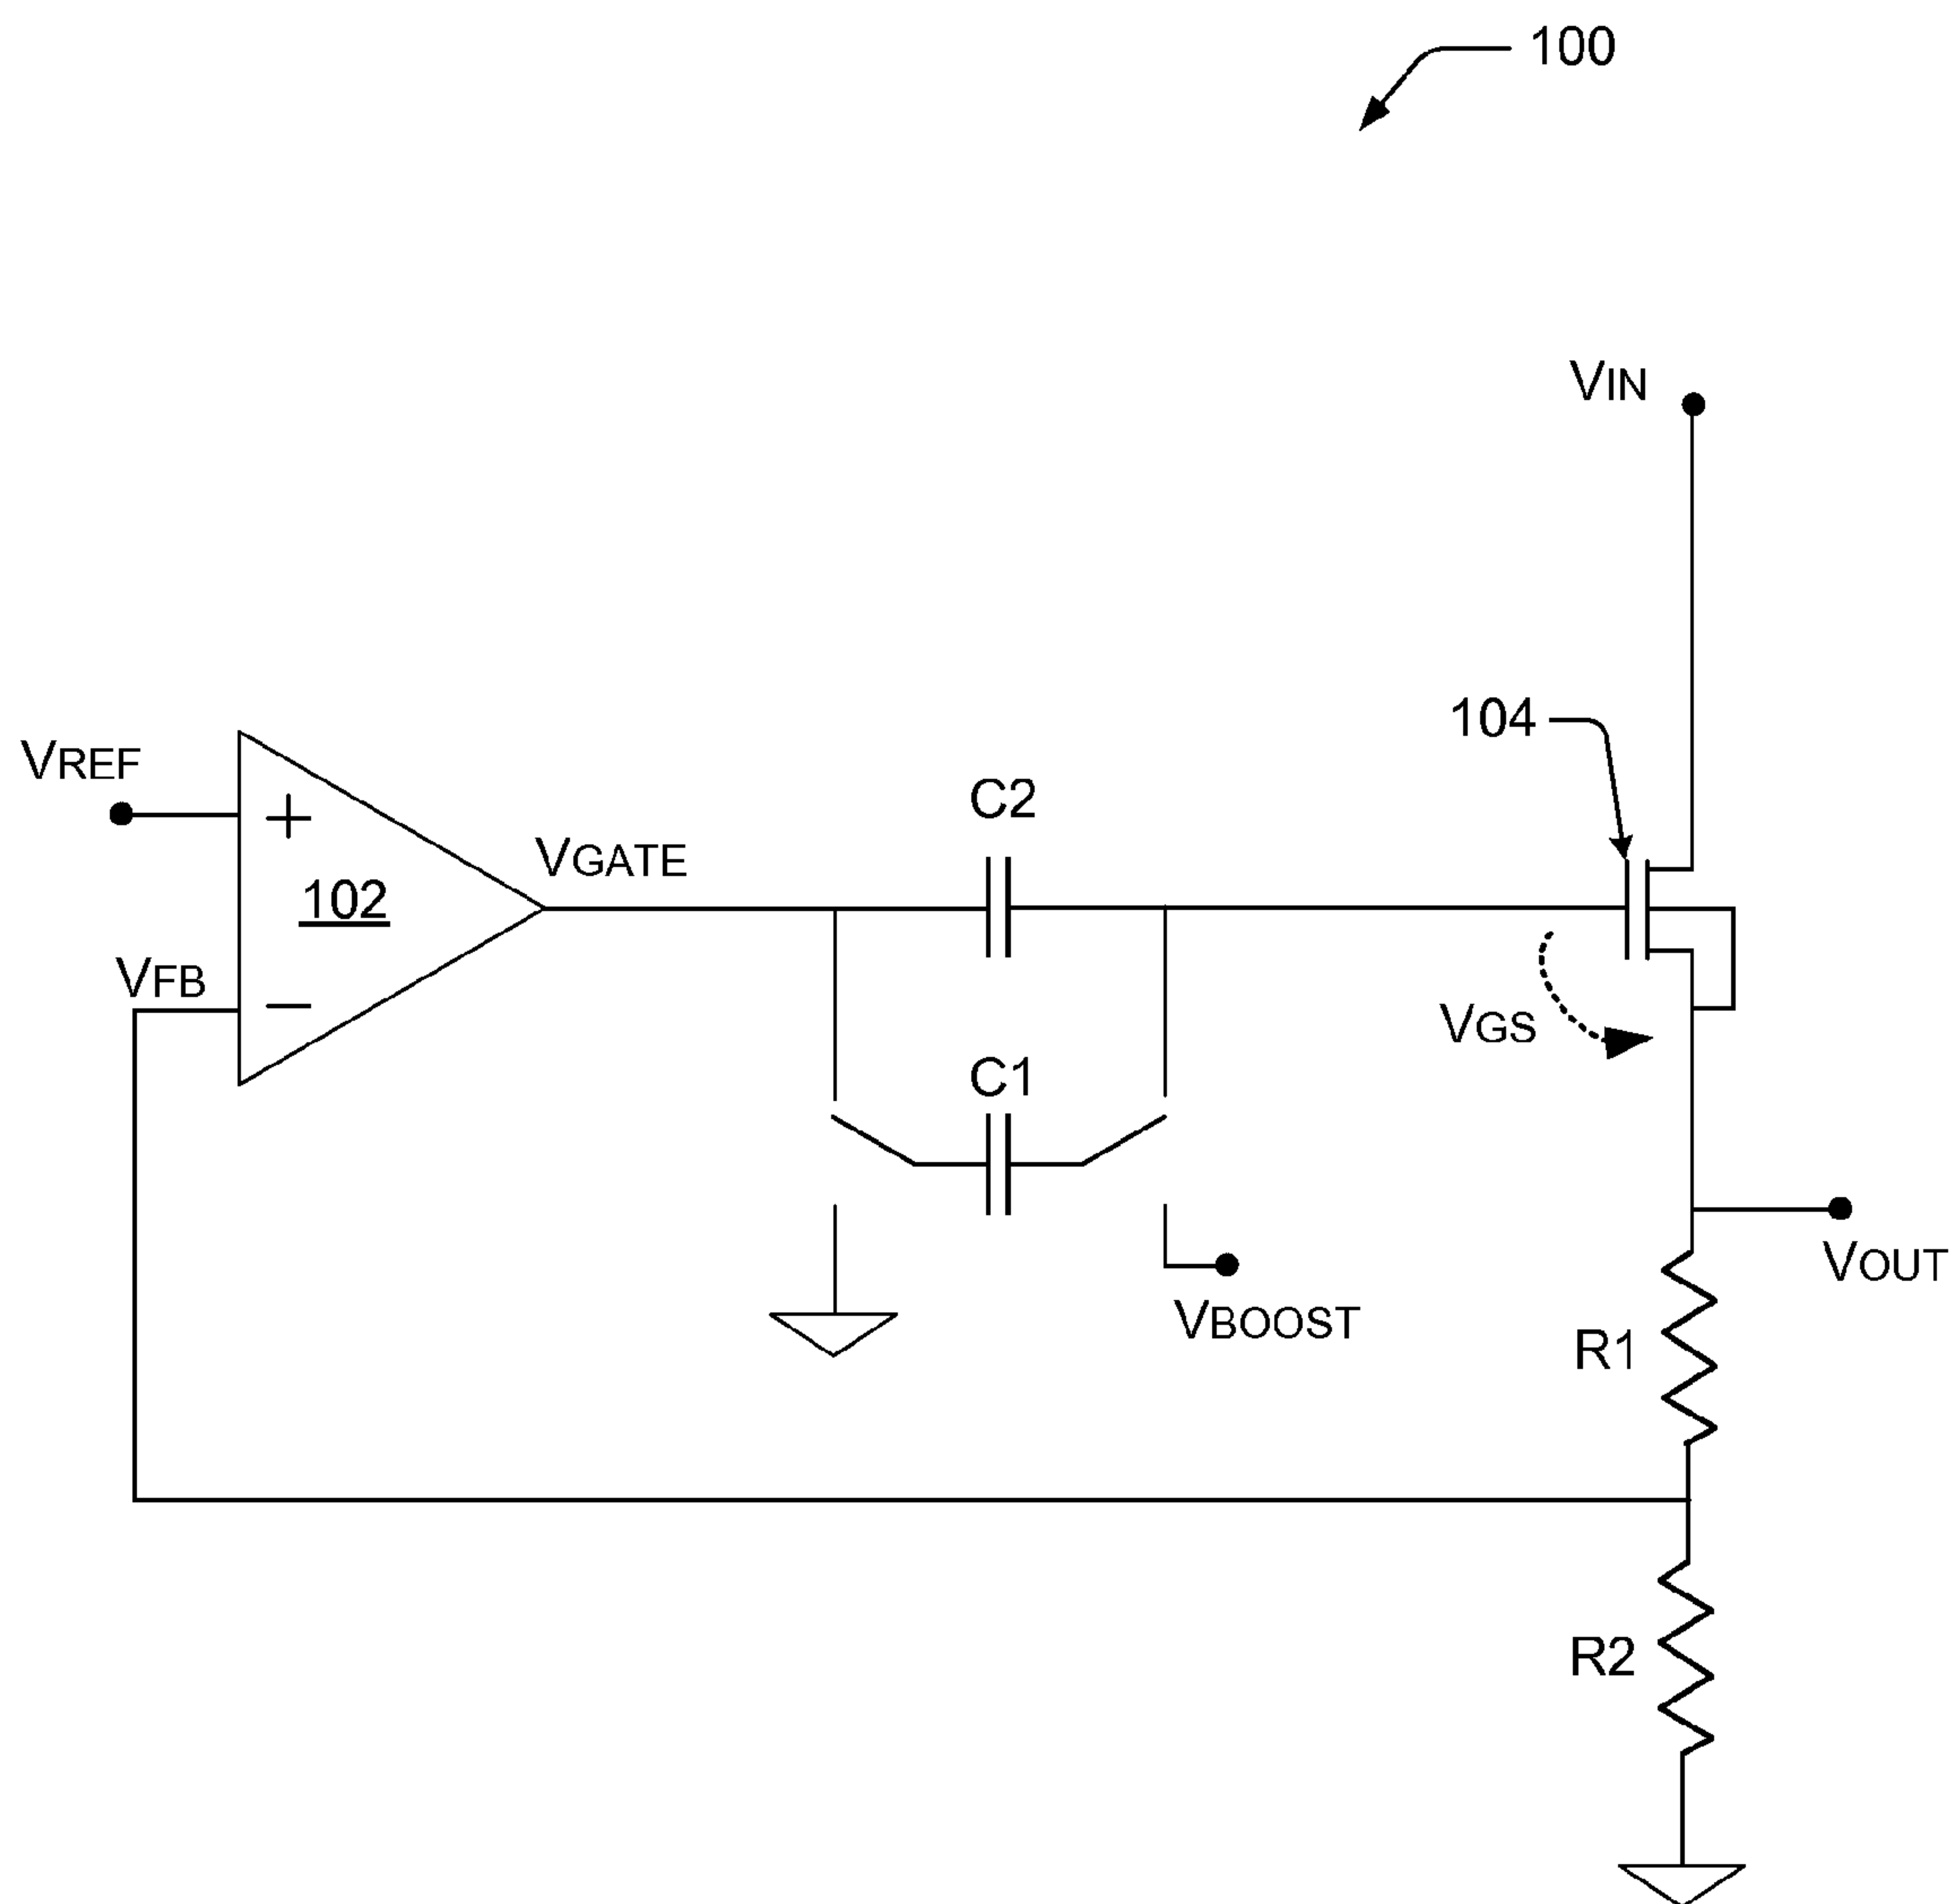 100
VIN
104
VREF
+
C2
VGATE
102
VFB
−
VGS
C1
VOUT
VBOOST
R1
R2